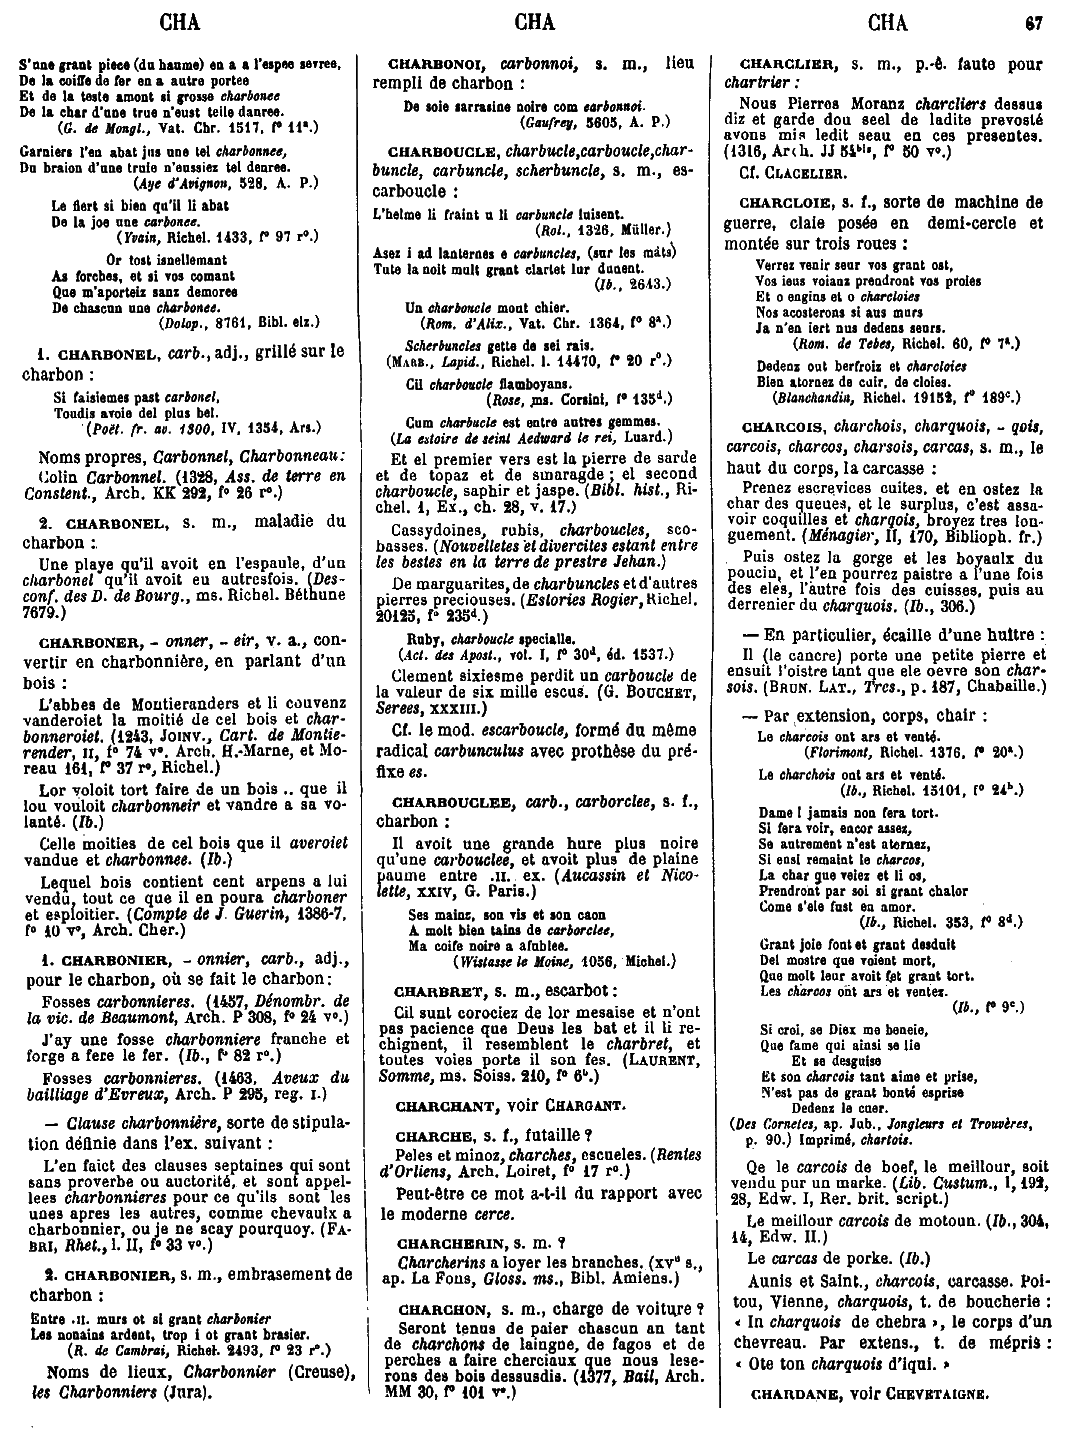 CHA
CHA
CHA
67
S'une grant piece (du haume) en a a l'espee sevree,
De la coiffe de fer en a autre portee
Et de la teste amont si grosse charbonee
De la char d'une true n'eust teile danree.
(G. de Mongl., Vat. Chr. 1517, f° 11ª.)
Garniers l'en abat jus une tel charbonnee,
Du braion d'une truie n'eussiez tel denree.
(Aye d'Avignon, 528, A. P.)
Le fiert si bien qu'il li abat
De la joe une carbonee.
(Yvain, Richel. 1433, f° 97 r°.)
Or tost isnellemant
As forches, et si vos comant
Que m'aporteiz sanz demoree
De chascun une charbonee.
(Dolop., 8761, Bibl. elz.)
1. CHARBONEL, carb., adj., grillé sur le
charbon :
Si faisiemes past carbonel,
Toudis avoie del plus bel.
(Poët. fr. av. 1300, IV, 1354, Ars.)
Noms propres, Carbonnel, Charbonneau:
Colin Carbonnel. (1328, Ass. de terre en
Constent., Arch. KK 292, f° 26 r°.)
2. CHARBONEL, s. m., maladie du
charbon :
Une playe qu'il avoit en l'espaule, d'un
charbonel qu'il avoit eu autresfois. (Des-
conf. des D. de Bourg., ms. Richel. Béthune
7679.)
CHARBONER, - onner, - eir, v. a., con-
vertir en charbonnière, en parlant d'un
bois :
L'abbes de Montieranders et li couvenz
vanderoiet la moitié de cel bois et char-
bonneroiet. (1243, JOINV., Cart. de Montie-
render, II, f° 74 v°, Arch. H.-Marne, et Mo-
reau 161, f° 37 r°, Richel.)
Lor voloit tort faire de un bois .. que il
lou vouloit charbonneir et vandre a sa vo-
lanté. (Ib.)
Celle moities de cel bois que il averoiet
vandue et charbonnee. (Ib.)
Lequel bois contient cent arpens a lui
vendu, tout ce que il en poura charboner
et esploitier. (Compte de J. Guerin, 1386-7,
f° 10 v°, Arch. Cher.)
1. CHARBONIER, - onnier, carb., adj.,
pour le charbon, où se fait le charbon:
Fosses carbonnieres. (1457, Dénombr. de
la vic. de Beaumont, Arch. P 308, f° 24 v°.)
J'ay une fosse charbonniere franche et
forge a fere le fer. (Ib., f° 82 r°.)
Fosses carbonnieres. (1463, Aveux du
bailliage d'Evreux, Arch. P 295, reg. I.)
— Clause charbonnière, sorte de stipula-
tion définie dans l'ex. suivant :
L'en faict des clauses septaines qui sont
sans proverbe ou auctorité, et sont appel-
lees charbonnieres pour ce qu'ils sont les
unes apres les autres, comme chevaulx a
charbonnier, ou je ne scay pourquoy. (FA-
BRI, Rhet., l. II, f° 33 v°.)
2. CHARBONIER, s. m., embrasement de
charbon :
Entre .II. murs ot si grant charbonier
Les nonains ardent, trop i ot grant brasier.
(R. de Cambrai, Richel. 2493, f° 23 r°.)
Noms de lieux, Charbonnier (Creuse),
les Charbonniers (Jura).
CHARBONOI, carbonnoi, s. m., lieu
rempli de charbon :
De soie sarrasine noire com carbonnoi.
(Gaufrey, 5605, A. P.)
CHARBOUCLE, charbucle, carboucle, char-
buncle, carbuncle, scherbuncle, s. m., es-
carboucle :
L'helme li fraint u li carbuncle luisent.
(Rol., 1326, Müller.)
Asez i ad lanternes e carbuncles, (sur les mâts)
Tute la noit mult grant clartet lur dunent.
(Ib., 2643.)
Un charboucle mout chier.
(Rom. d'Alix., Vat. Chr. 1364, f° 8ª.)
Scherbuncles gette de sei rais.
(MARB., Lapid., Richel. l. 14470, f° 20 r°.)
Cil charboucle flamboyans.
(Rose, ms. Corsini, f° 135ᵈ.)
Cum charbucle est entre autres gemmes.
(La estoire de seint Aedward le rei, Luard.)
Et el premier vers est la pierre de sarde
et de topaz et de smaragde ; el second
charboucle, saphir et jaspe. (Bibl. hist., Ri-
chel. 1, Ex., ch. 28, v. 17.)
Cassydoines, rubis, charboucles, sco-
basses. (Nouvelletes et divercites estant entre
les bestes en la terre de prestre Jehan.)
De marguarites, de charbuncles et d'autres
pierres preciouses. (Estories Rogier, Richel.
20125, f° 235ᵈ.)
Ruby, charboucle specialle.
(Act. des Apost., vol. I, f° 30ᵈ, éd. 1537.)
Clement sixiesme perdit un carboucle de
la valeur de six mille escus. (G. BOUCHET,
Serees, XXXIII.)
Cf. le mod. escarboucle, formé du même
radical carbunculus avec prothèse du pré-
fixe es.
CHARBOUCLEE, carb., carborclee, s. f.,
charbon :
Il avoit une grande hure plus noire
qu'une carbouclee, et avoit plus de plaine
paume entre .II. ex. (Aucassin et Nico-
lette, XXIV, G. Paris.)
Ses mainz, son vis et son caon
A molt bien tains de carborclee,
Ma coife noire a afublee.
(Wistasse le Moine, 1056, Michel.)
CHARBRET, s. m., escarbot :
Cil sunt corociez de lor mesaise et n'ont
pas pacience que Deus les bat et il li re-
chignent, il resemblent le charbret, et
toutes voies porte il son fes. (LAURENT,
Somme, ms. Soiss. 210, f° 6ᵇ.)
CHARCHANT, voir CHARGANT.
CHARCHE, s. f., futaille ?
Peles et minoz, charches, escueles. (Rentes
d'Orliens, Arch. Loiret, f° 17 r°.)
Peut-être ce mot a-t-il du rapport avec
le moderne cerce.
CHARCHERIN, s. m. ?
Charcherins a loyer les branches. (XVᵉ s.,
ap. La Fons, Gloss. ms., Bibl. Amiens.)
CHARCHON, s. m., charge de voiture ?
Seront tenus de paier chascun an tant
de charchons de laingne, de fagos et de
perches a faire cherciaux que nous lese-
rons des bois dessusdis. (1377, Bail, Arch.
MM 30, f° 101 v°.)
CHARCLIER, s. m., p.-ê. faute pour
chartrier :
Nous Pierres Moranz charcliers dessus
diz et garde dou seel de ladite prevosté
avons mis ledit seau en ces presentes.
(1316, Arch. JJ 54ᵇⁱˢ, f° 50 v°.)
Cf. CLACELIER.
CHARCLOIE, s. f., sorte de machine de
guerre, claie posée en demi-cercle et
montée sur trois roues :
Verrez venir seur vos grant ost,
Vos ieus voianz prendront vos proies
Et o engins et o charcloies
Nos acosterons si aus murs
Ja n'en iert nus dedens seurs.
(Rom. de Tebes, Richel. 60, f° 7ª.)
Dedenz out berfroiz et charcloies
Bien atornez de cuir, de cloies.
(Blanchandin, Richel. 19152, f° 189ᶜ.)
CHARCOIS, charchois, charquois, - qois,
carcois, charcos, charsois, carcas, s. m., le
haut du corps, la carcasse :
Prenez escrevices cuites, et en ostez la
char des queues, et le surplus, c'est assa-
voir coquilles et charqois, broyez tres lon-
guement. (Ménagier, II, 170, Biblioph. fr.)
Puis ostez la gorge et les boyaulx du
poucin, et l'en pourrez paistre a l'une fois
des eles, l'autre fois des cuisses, puis au
derrenier du charquois. (Ib., 306.)
— En particulier, écaille d'une huître :
Il (le cancre) porte une petite pierre et
ensuit l'oistre tant que ele oevre son char-
sois. (BRUN. LAT., Tres., p. 187, Chabaille.)
— Par extension, corps, chair :
Le charcois ont ars et venté.
(Florimont, Richel. 1376, f° 20ª.)
Le charchois ont ars et venté.
(Ib., Richel. 15101, f° 24ᵇ.)
Dame ! jamais non fera tort.
Si fera voir, encor assez,
Se autrement n'est atornez,
Si ensi remaint le charcos,
La char que veiez et li os,
Prendront par soi si grant chalor
Come s'ele fust en amor.
(Ib., Richel. 353, f° 8ᵈ.)
Grant joie font et grant desduit
Del mostre que voient mort,
Que molt leur avoit fet grant tort.
Les charcos ont ars et ventez.
(Ib., f° 9ᶜ.)
Si croi, se Diex me beneie,
Que fame qui ainsi se lie
Et se desguise
Et son charcois tant aime et prise,
N'est pas de grant bonté esprise
Dedenz le cuer.
(Des Cornetes, ap. Jub., Jongleurs et Trouvères,
p. 90.) Imprimé, chartois.
Qe le carcois de boef, le meillour, soit
vendu pur un marke. (Lib. Custum., I, 192,
28, Edw. I, Rer. brit. script.)
Le meillour carcois de motoun. (Ib., 304,
14, Edw. II.)
Le carcas de porke. (Ib.)
Aunis et Saint., charcois, carcasse. Poi-
tou, Vienne, charquois, t. de boucherie :
« In charquois de chebra », le corps d'un
chevreau. Par extens., t. de mépris :
« Ote ton charquois d'iqui. »
CHARDANE, voir CHEVETAIGNE.